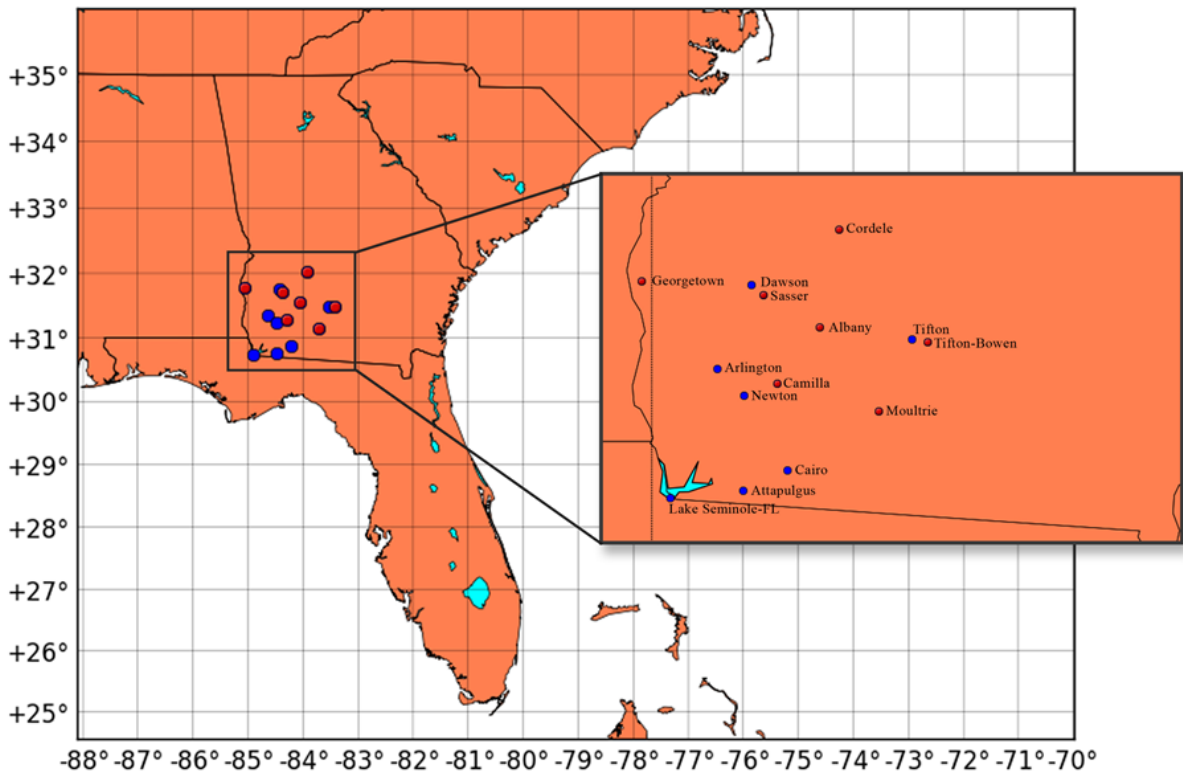 +35°
+34°
+33°
+32°
+31°
+30°
+29°
+28°
+27°
+26°
+25°
Cordele
Georgetown
Dawson
Sasser
Albany
Tifton
Tifton-Bowen
Arlington
Camilla
Newton
Moultrie
Cairo
Attapulgus
Lake Seminole-FL
-88° -87° -86° -85° -84° -83° -82° -81° -80° -79° -78° -77° -76° -75° -74° -73° -72° -71° -70°